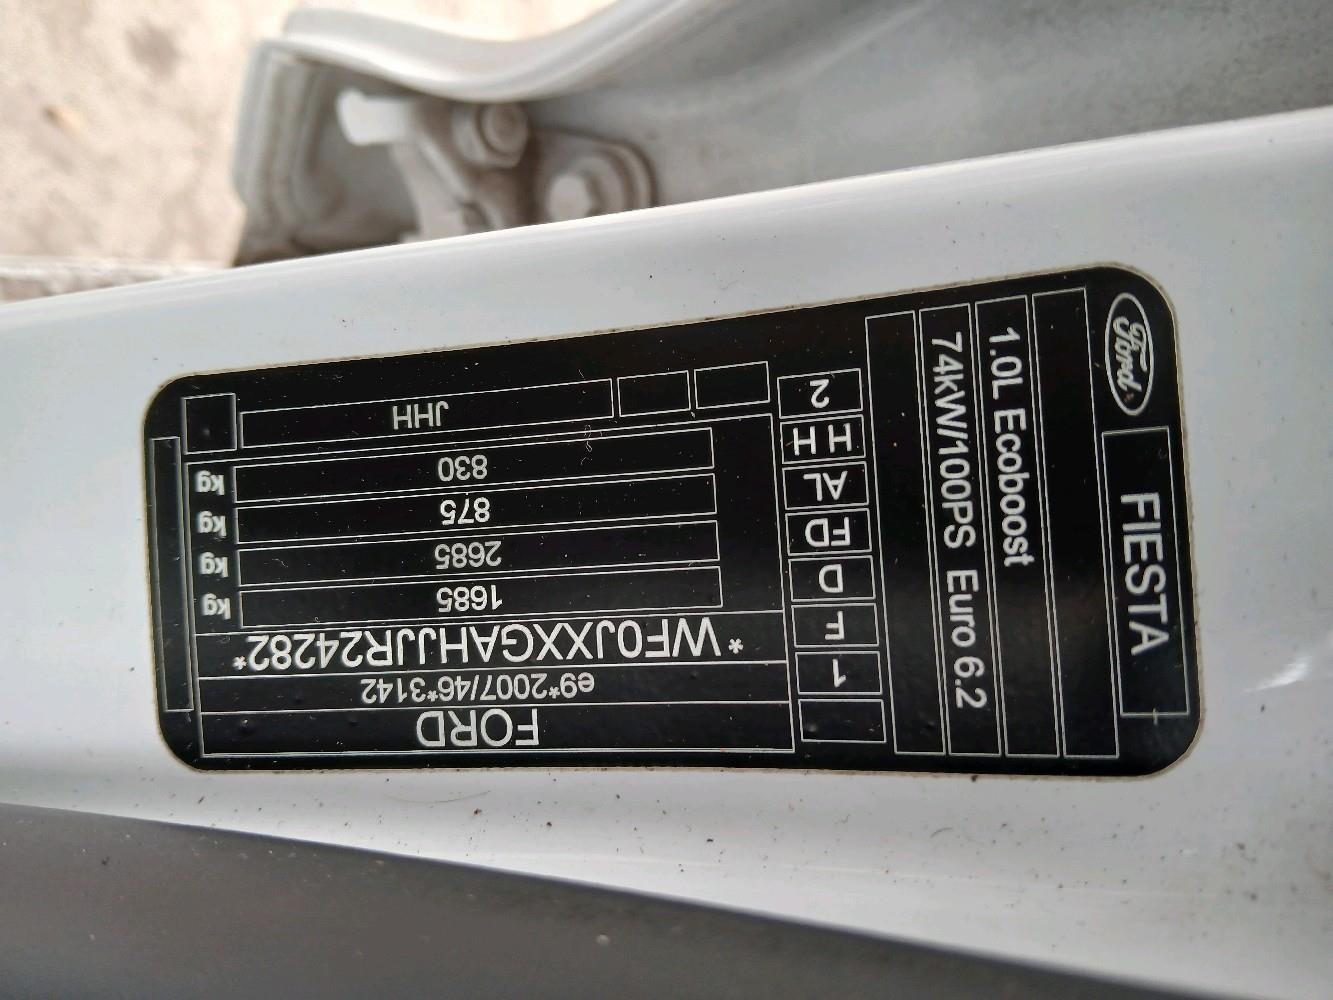 FORD
e9*2007/46*3142
*WF0JXXGAHJJR24282*
1685 kg
2685 kg
875 kg
830 kg
JHH
1
F
D
FD
AL
HH
2
Ford
FIESTA
1.0L Ecoboost
74kW/100PS Euro 6.2